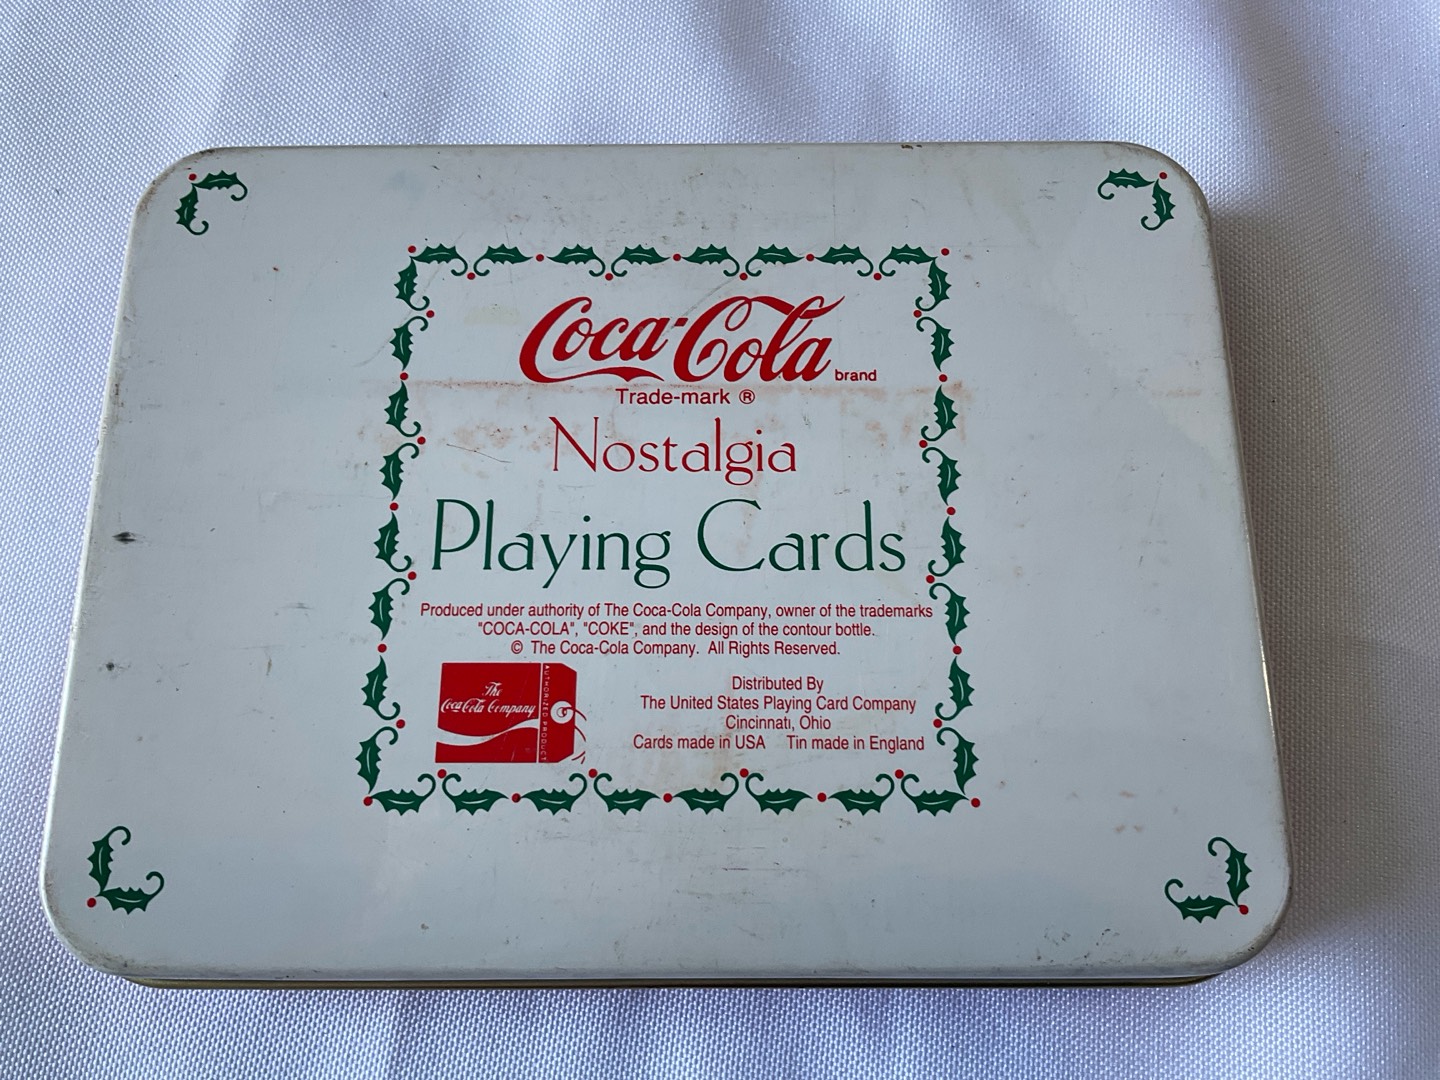 Coca-Cola brand
Trade-mark ®
Nostalgia
Playing Cards
Produced under authority of The Coca-Cola Company, owner of the trademarks
"COCA-COLA", "COKE", and the design of the contour bottle.
© The Coca-Cola Company. All Rights Reserved.
The
Coca-Cola Company
AUTHORIZED PRODUCT
Distributed By
The United States Playing Card Company
Cincinnati, Ohio
Cards made in USA Tin made in England